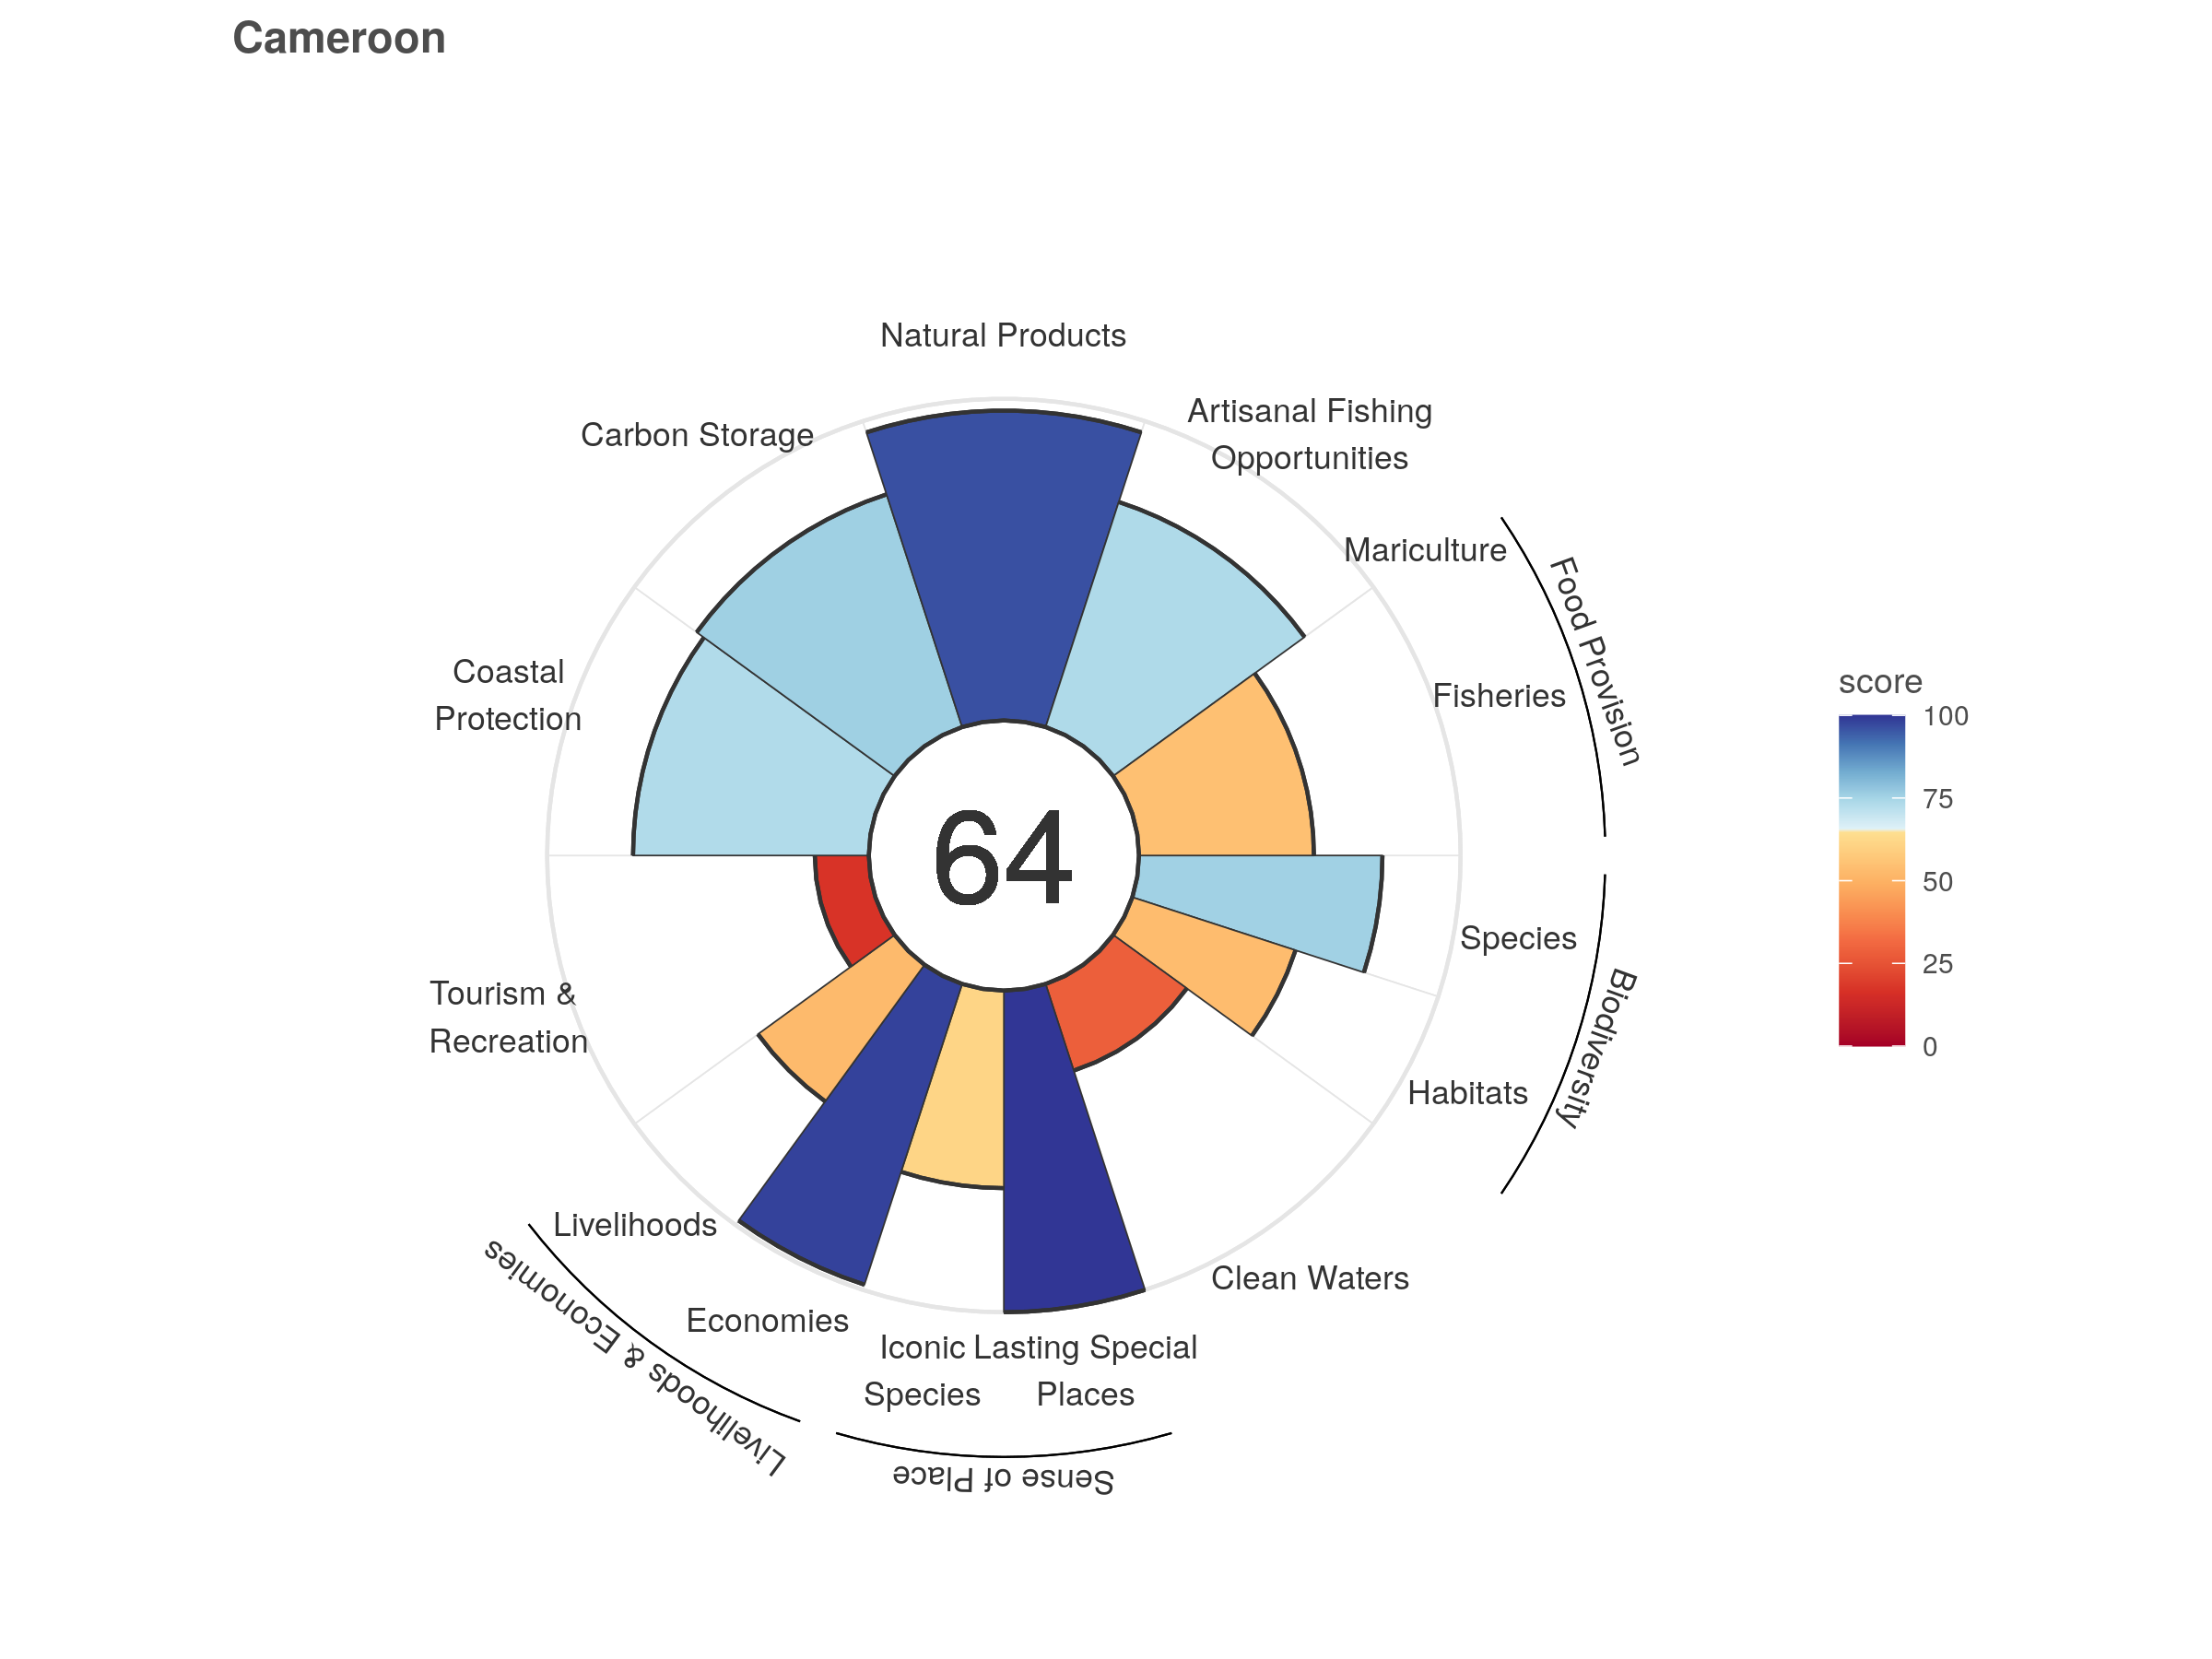 Cameroon
Natural Products
Artisanal Fishing
Opportunities
Carbon Storage
Mariculture
Food Provision
Fisheries
Coastal
Protection
64
Species
Biodiversity
Habitats
Tourism &
Recreation
Livelihoods
Clean Waters
Economies
Livelihoods & Economies
Iconic
Species
Lasting Special
Places
Sense of Place
score
100
75
50
25
0